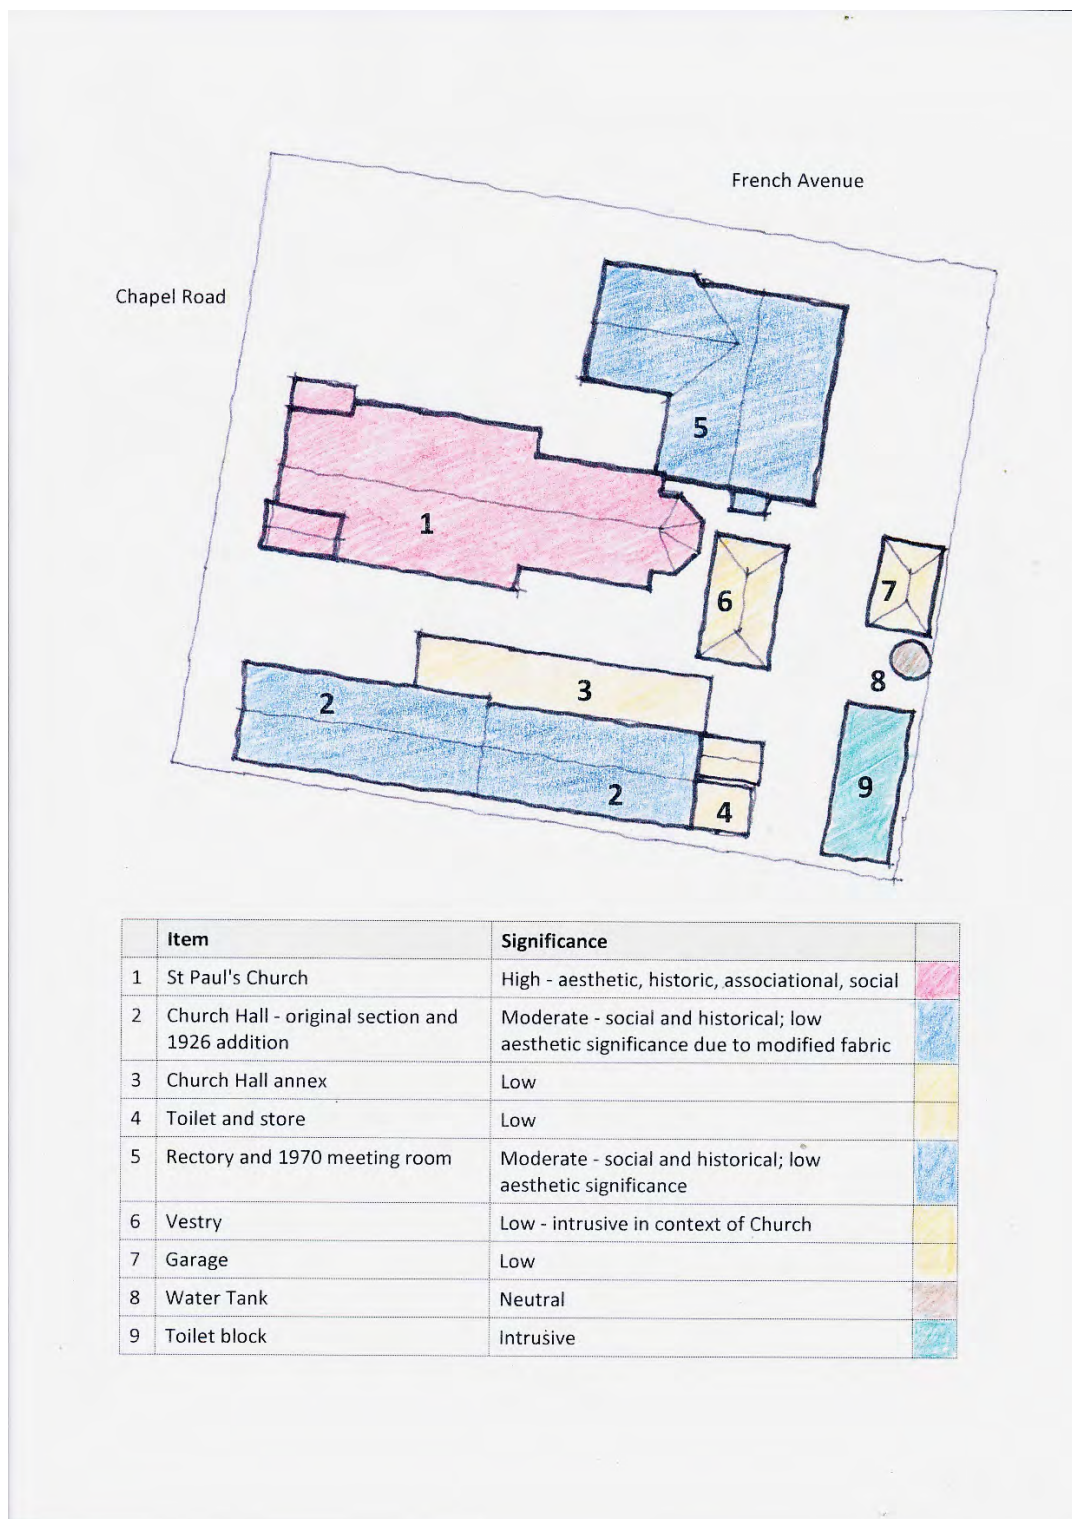 French Avenue
Chapel Road
5
1
6
7
8
3
2
2
9
4
Item Significance
1 St Paul's Church High - aesthetic, historic, associational, social
2 Church Hall - original section and Moderate - social and historical; low
1926 addition aesthetic significance due to modified fabric
3 Church Hall annex Low
4 Toilet and store Low
5 Rectory and 1970 meeting room Moderate - social and historical; low
aesthetic significance
6 Vestry Low - intrusive in context of Church
7 Garage Low
8 Water Tank Neutral
9 Toilet block Intrusive